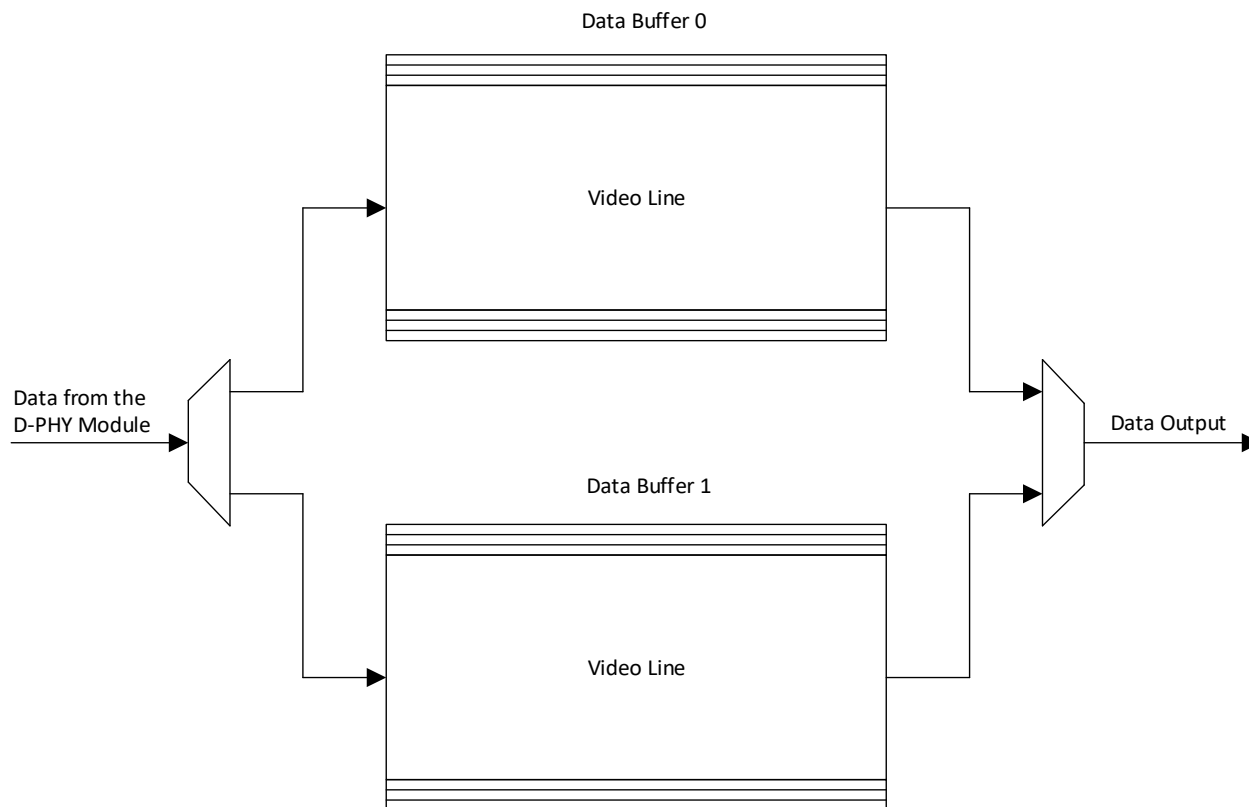 Data Buffer 0
Video Line
Data from the
D-PHY Module
Data Output
Data Buffer 1
Video Line